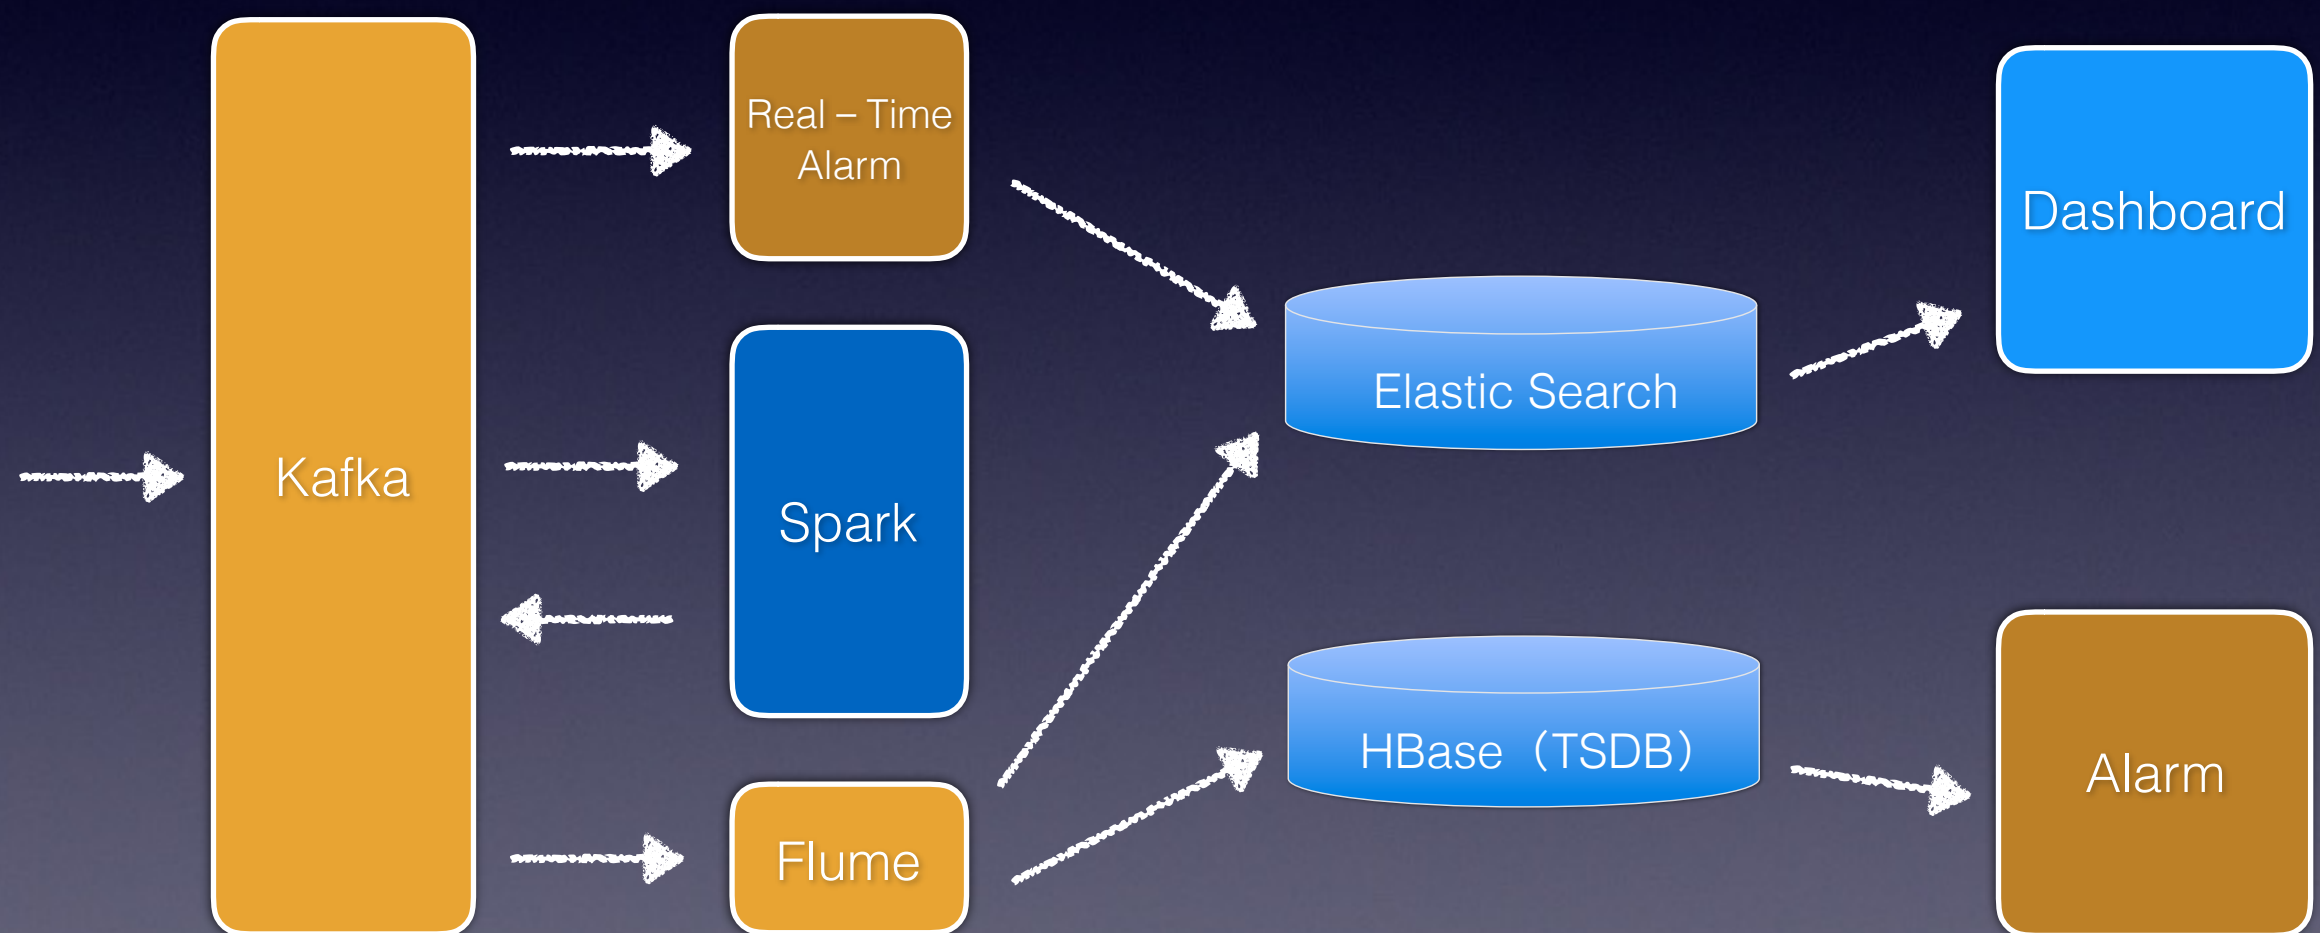 Kafka
Real – Time
Alarm
Spark
Flume
Elastic Search
HBase（TSDB）
Dashboard
Alarm